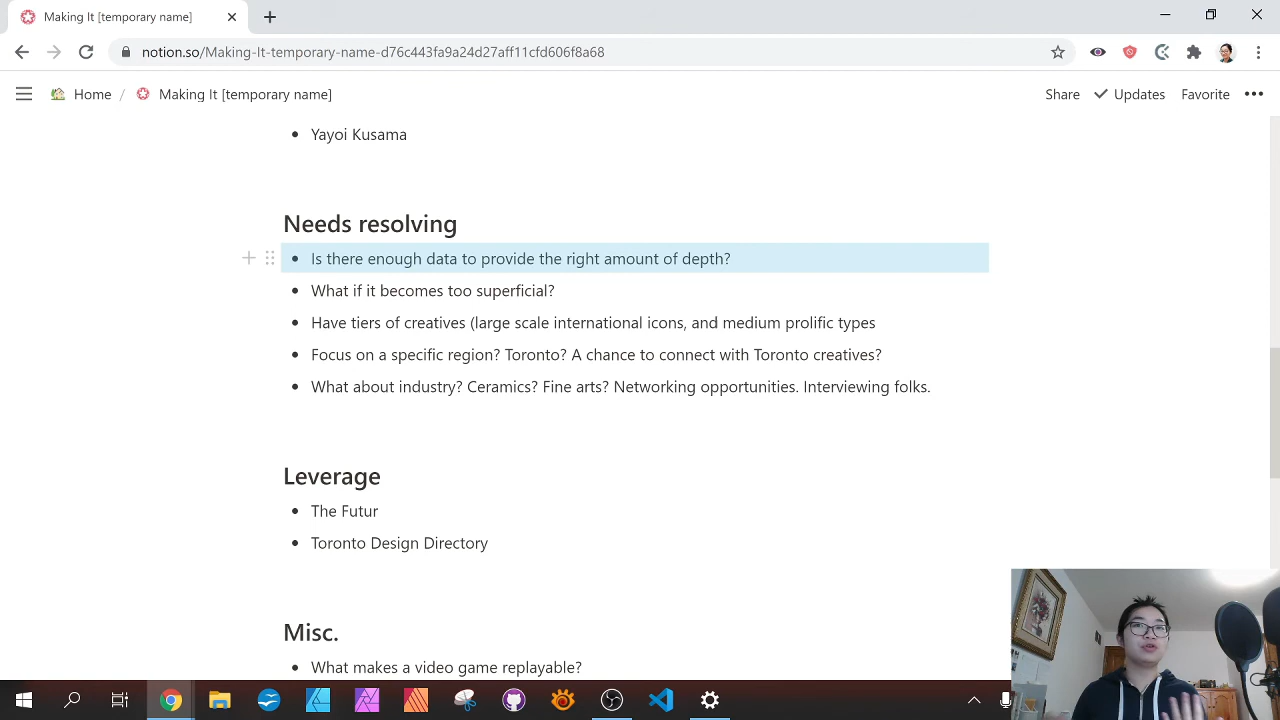 Making It [temporary name]
notion.so/Making-It-temporary-name-d76c443fa9a24d27aff11cfd606f8a68
Home / Making It [temporary name]
Share Updates Favorite
Yayoi Kusama
Needs resolving
Is there enough data to provide the right amount of depth?
What if it becomes too superficial?
Have tiers of creatives (large scale international icons, and medium prolific types
Focus on a specific region? Toronto? A chance to connect with Toronto creatives?
What about industry? Ceramics? Fine arts? Networking opportunities. Interviewing folks.
Leverage
The Futur
Toronto Design Directory
Misc.
What makes a video game replayable?